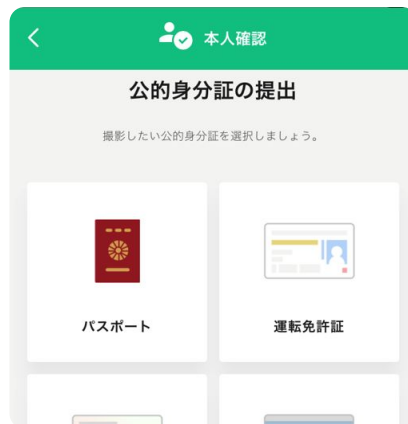 本人確認
公的身分証の提出
撮影したい公的身分証を選択しましょう。
パスポート
運転免許証